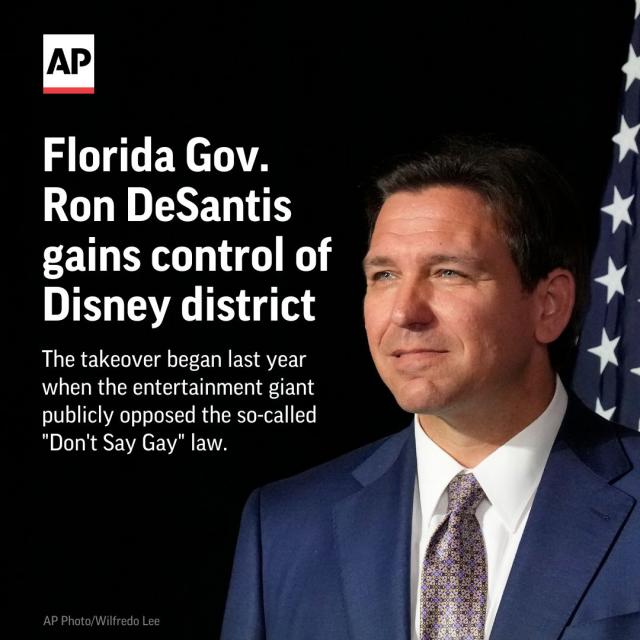 AP
Florida Gov.
Ron DeSantis
gains control of
Disney district
The takeover began last year
when the entertainment giant
publicly opposed the so-called
"Don't Say Gay" law.
AP Photo/Wilfredo Lee